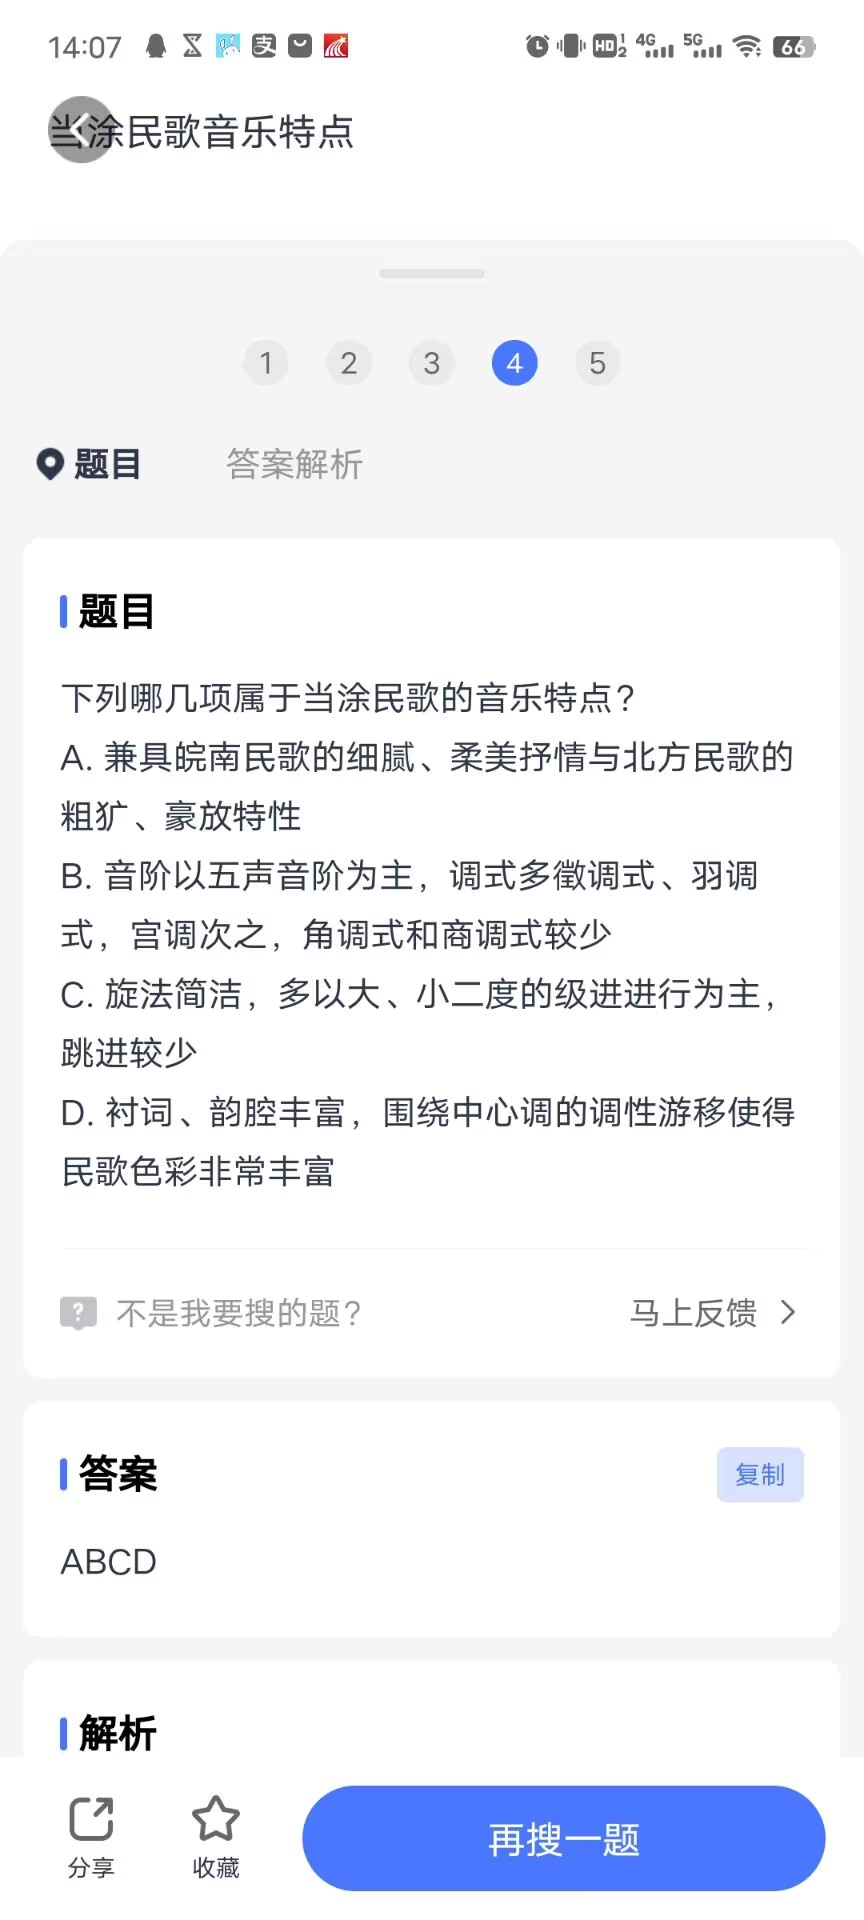 14:07 支 HD 1 2 4G 5G 66
当涂民歌音乐特点
1 2 3 4 5
题目 答案解析
题目
下列哪几项属于当涂民歌的音乐特点？
A. 兼具皖南民歌的细腻、柔美抒情与北方民歌的
粗犷、豪放特性
B. 音阶以五声音阶为主，调式多徵调式、羽调
式，宫调次之，角调式和商调式较少
C. 旋法简洁，多以大、小二度的级进进行为主，
跳进较少
D. 衬词、韵腔丰富，围绕中心调的调性游移使得
民歌色彩非常丰富
? 不是我要搜的题？ 马上反馈
答案 复制
ABCD
解析
分享 收藏 再搜一题